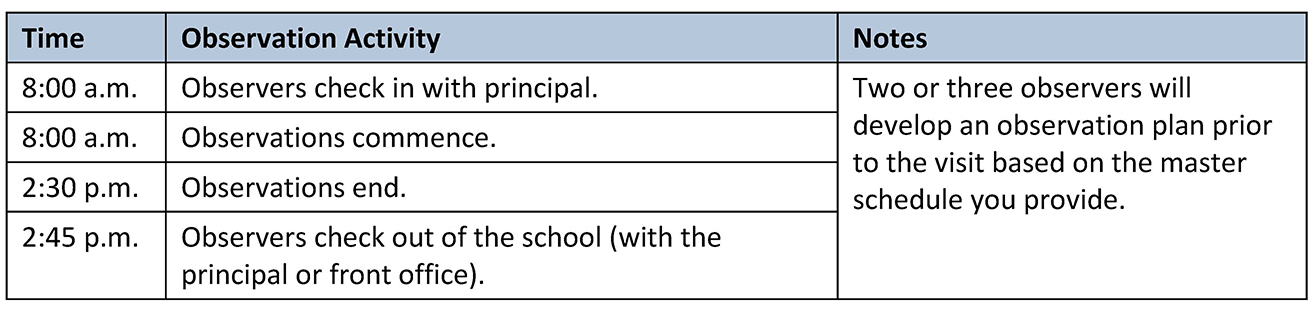 Time Observation Activity Notes
8:00 a.m. Observers check in with principal.
8:00 a.m. Observations commence.
2:30 p.m. Observations end.
2:45 p.m. Observers check out of the school (with the
principal or front office).
Two or three observers will
develop an observation plan prior
to the visit based on the master
schedule you provide.